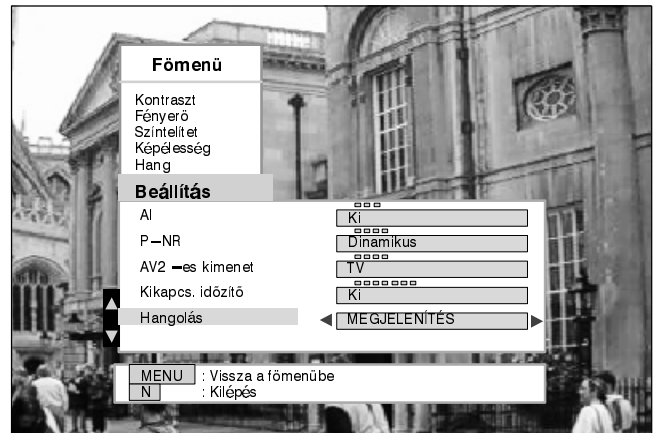 Fömenü
Kontraszt
Fényerö
Színtelítet
Képélesség
Hang
Beállítás
AI Ki
P–NR Dinamikus
AV2 –es kimenet TV
Kikapcs. idözítö Ki
Hangolás MEGJELENÍTÉS
MENU : Vissza a fömenübe
N : Kilépés